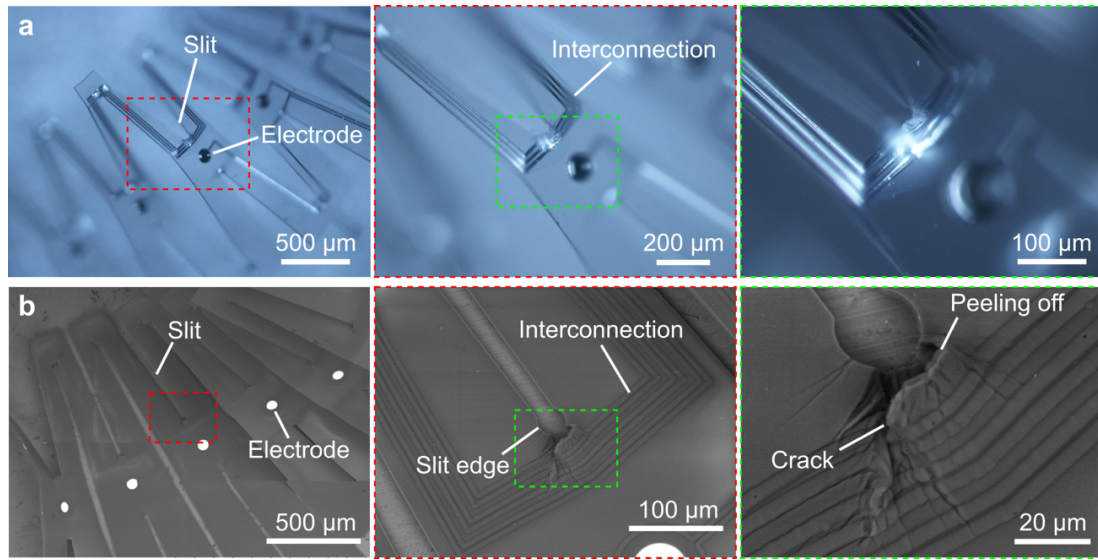 a
Slit
Electrode
500 µm
Interconnection
200 µm
100 µm
b
Slit
Electrode
500 µm
Interconnection
Slit edge
100 µm
Peeling off
Crack
20 µm